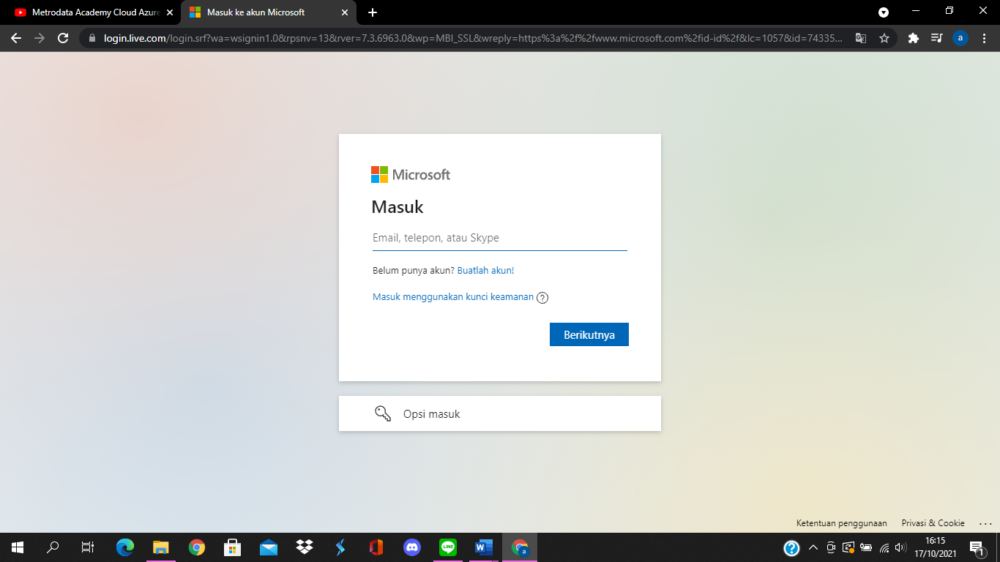 Metrodata Academy Cloud Azure
Masuk ke akun Microsoft
login.live.com/login.srf?wa=wsignin1.0&rpsnv=13&rver=7.3.6963.0&wp=MBI_SSL&wreply=https%3a%2f%2fwww.microsoft.com%2fid-id%2f&lc=1057&id=74335...
a
Microsoft
Masuk
Email, telepon, atau Skype
Belum punya akun? Buatlah akun!
Masuk menggunakan kunci keamanan ?
Berikutnya
Opsi masuk
Ketentuan penggunaan Privasi & Cookie ...
LINE
W
a
?
16:15
17/10/2021
1